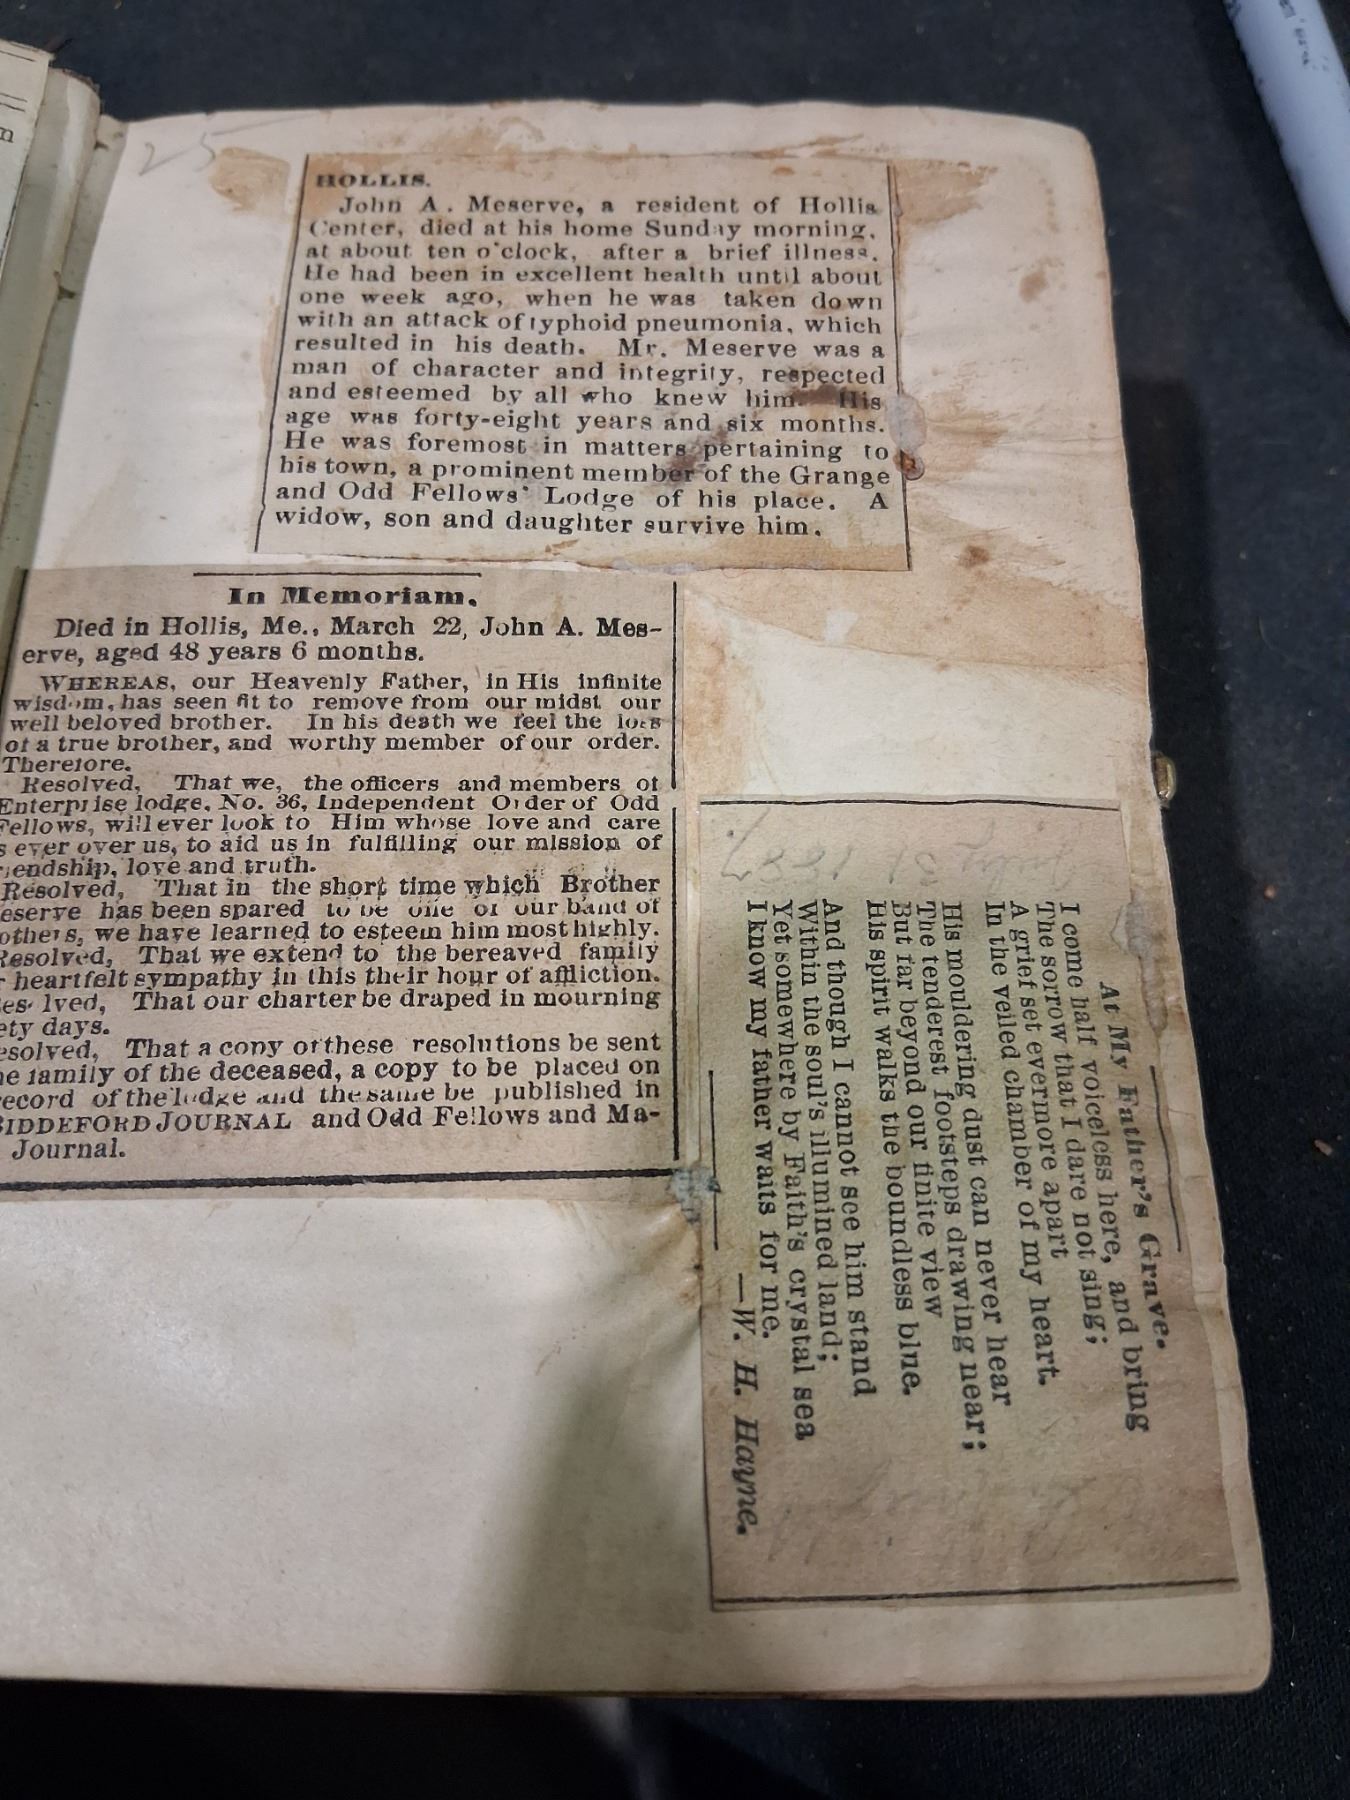 25
HOLLIS.
John A. Meserve, a resident of Hollis
Center, died at his home Sunday morning,
at about ten o'clock, after a brief illness.
He had been in excellent health until about
one week ago, when he was taken down
with an attack of typhoid pneumonia, which
resulted in his death. Mr. Meserve was a
man of character and integrity, respected
and esteemed by all who knew him. His
age was forty-eight years and six months.
He was foremost in matters pertaining to
his town, a prominent member of the Grange
and Odd Fellows' Lodge of his place. A
widow, son and daughter survive him.
In Memoriam.
Died in Hollis, Me., March 22, John A. Mes-
erve, aged 48 years 6 months.
WHEREAS, our Heavenly Father, in His infinite
wisdom, has seen fit to remove from our midst our
well beloved brother. In his death we feel the loss
of a true brother, and worthy member of our order.
Therefore.
Resolved, That we, the officers and members of
Enterprise lodge, No. 36, Independent Order of Odd
Fellows, will ever look to Him whose love and care
s ever over us, to aid us in fulfilling our mission of
riendship, love and truth.
Resolved, That in the short time which Brother
eserve has been spared to be one of our band of
others, we have learned to esteem him most highly.
Resolved, That we extend to the bereaved family
r heartfelt sympathy in this their hour of affliction.
es lved, That our charter be draped in mourning
ety days.
esolved, That a copy of these resolutions be sent
he family of the deceased, a copy to be placed on
record of the lodge and the same be published in
BIDDEFORD JOURNAL and Odd Fellows and Ma-
Journal.
At My Father's Grave.
I come half voiceless here, and bring
The sorrow that I dare not sing;
A grief set evermore apart
In the veiled chamber of my heart.
His mouldering dust can never hear
The tenderest footsteps drawing near;
But far beyond our finite view
His spirit walks the boundless blue.
And though I cannot see him stand
Within the soul's illumined land;
Yet somewhere by Faith's crystal sea
I know my father waits for me.
—W. H. Hayne.
1887